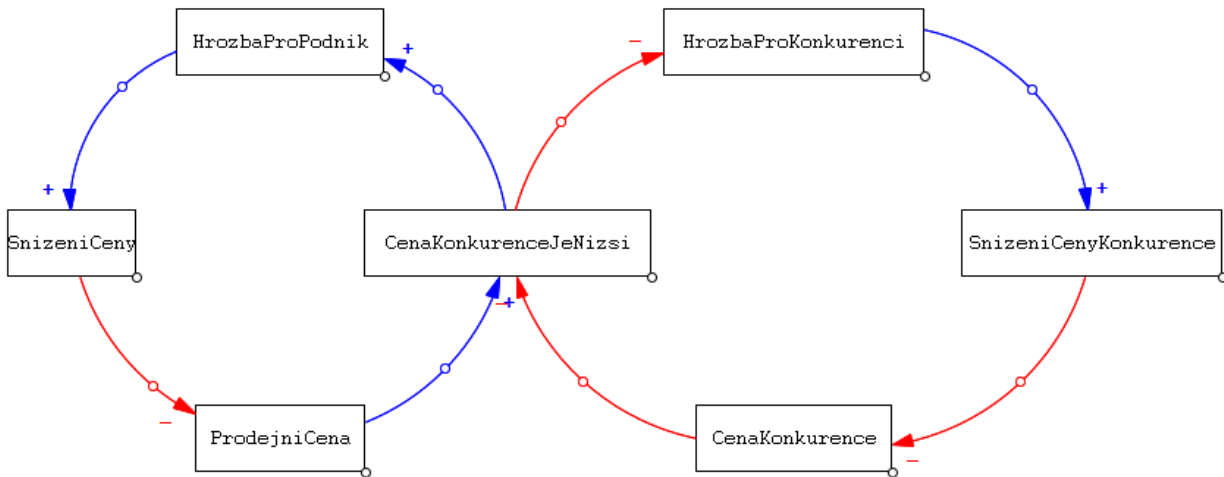 HrozbaProPodnik
+
−
HrozbaProKonkurenci
+
+
SnizeniCeny
CenaKonkurenceJeNizsi
SnizeniCenyKonkurence
−
+
−
ProdejniCena
CenaKonkurence
−